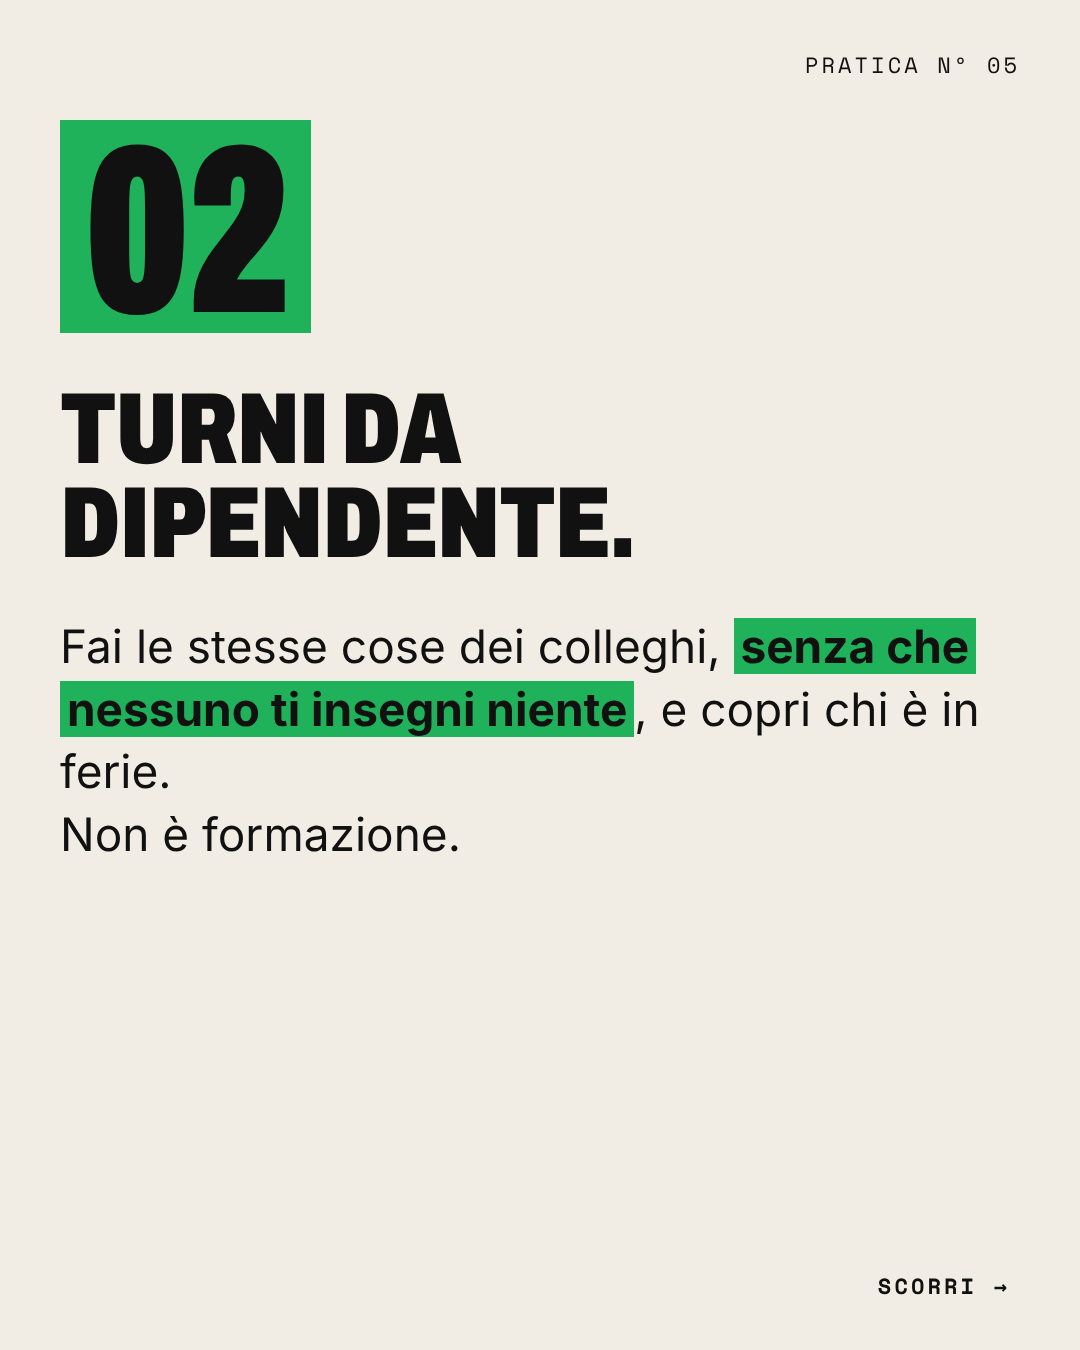 PRATICA Nº 05
02
TURNI DA
DIPENDENTE.
Fai le stesse cose dei colleghi, senza che
nessuno ti insegni niente, e copri chi è in
ferie.
Non è formazione.
SCORRI →